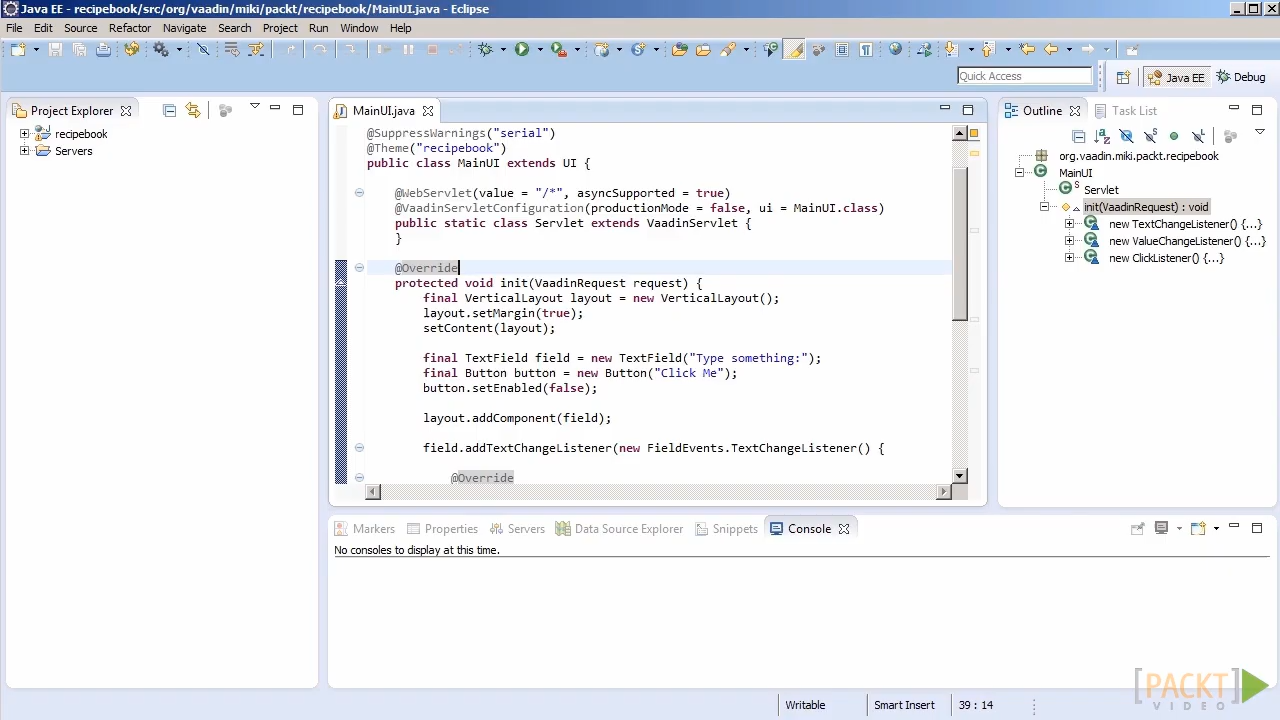 Java EE - recipebook/src/org/vaadin/miki/packt/recipebook/MainUI.java - Eclipse
File Edit Source Refactor Navigate Search Project Run Window Help
Quick Access
Java EE
Debug
Project Explorer
recipebook
Servers
MainUI.java
@SuppressWarnings("serial")
@Theme("recipebook")
public class MainUI extends UI {
@WebServlet(value = "/*", asyncSupported = true)
@VaadinServletConfiguration(productionMode = false, ui = MainUI.class)
public static class Servlet extends VaadinServlet {
}
@Override
protected void init(VaadinRequest request) {
final VerticalLayout layout = new VerticalLayout();
layout.setMargin(true);
setContent(layout);
final TextField field = new TextField("Type something:");
final Button button = new Button("Click Me");
button.setEnabled(false);
layout.addComponent(field);
field.addTextChangeListener(new FieldEvents.TextChangeListener() {
@Override
Outline
Task List
org.vaadin.miki.packt.recipebook
MainUI
Servlet
init(VaadinRequest) : void
new TextChangeListener() {...}
new ValueChangeListener() {...}
new ClickListener() {...}
Markers Properties Servers Data Source Explorer Snippets Console
No consoles to display at this time.
Writable Smart Insert 39 : 14
[PACKT]
VIDEO